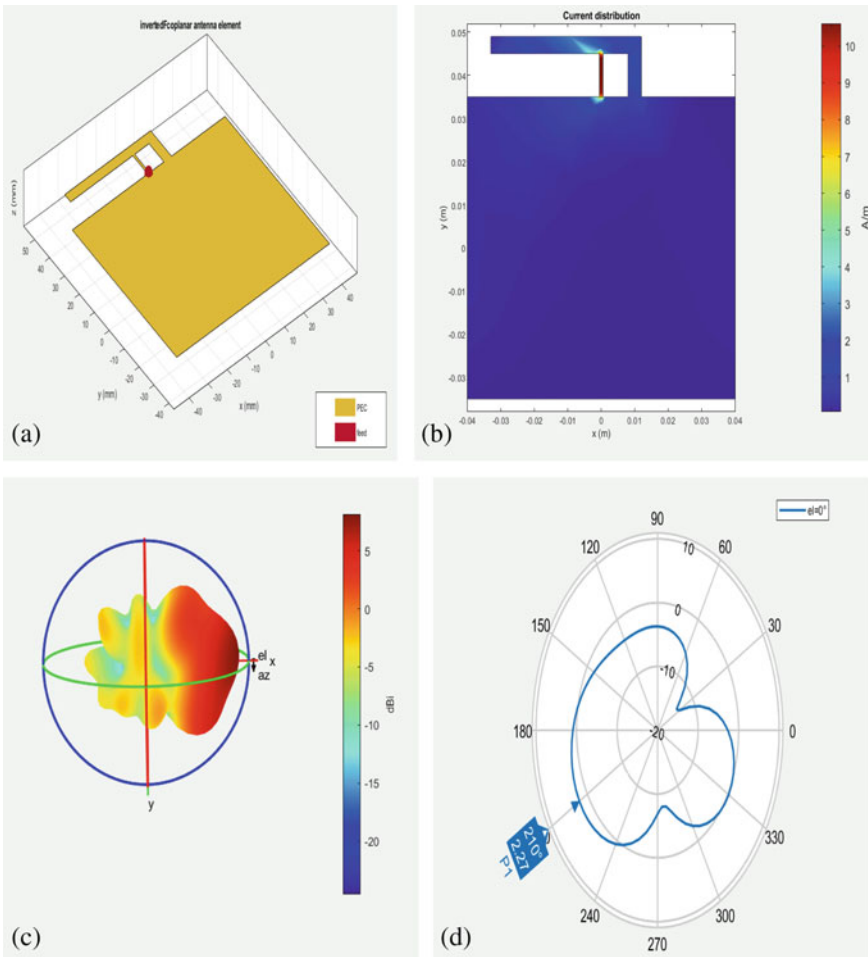 invertedFcoplanar antenna element
z (mm)
50
40
30
20
10
0
-10
-20
-30
-40
y (mm)
-40
-30
-20
-10
0
10
20
30
40
x (mm)
PEC
feed
(a)
Current distribution
0.05
0.04
0.03
0.02
0.01
0
-0.01
-0.02
-0.03
y (m)
-0.04 -0.03 -0.02 -0.01 0 0.01 0.02 0.03 0.04
x (m)
10
9
8
7
6
5
4
3
2
1
A/m
(b)
el
x
az
y
5
0
-5
-10
-15
-20
dBi
(c)
el=0°
90
120
60
150
30
180
0
330
240
300
270
10
0
-10
-20
210°
2.27
P1
(d)